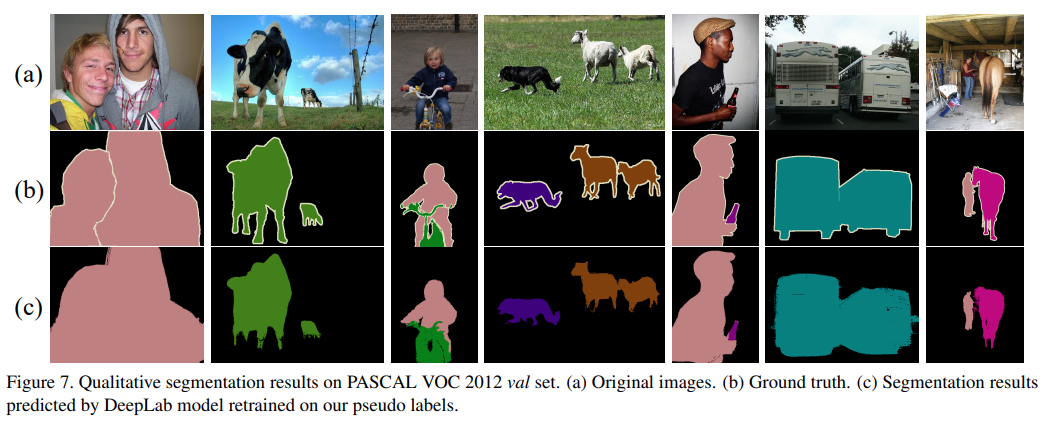 (a)
(b)
(c)
Figure 7. Qualitative segmentation results on PASCAL VOC 2012 val set. (a) Original images. (b) Ground truth. (c) Segmentation results
predicted by DeepLab model retrained on our pseudo labels.